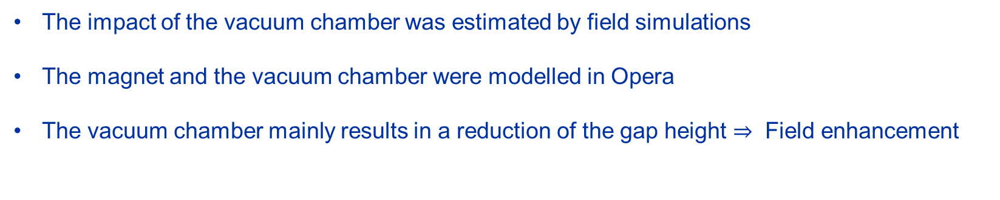 • The impact of the vacuum chamber was estimated by field simulations
• The magnet and the vacuum chamber were modelled in Opera
• The vacuum chamber mainly results in a reduction of the gap height ⇒ Field enhancement